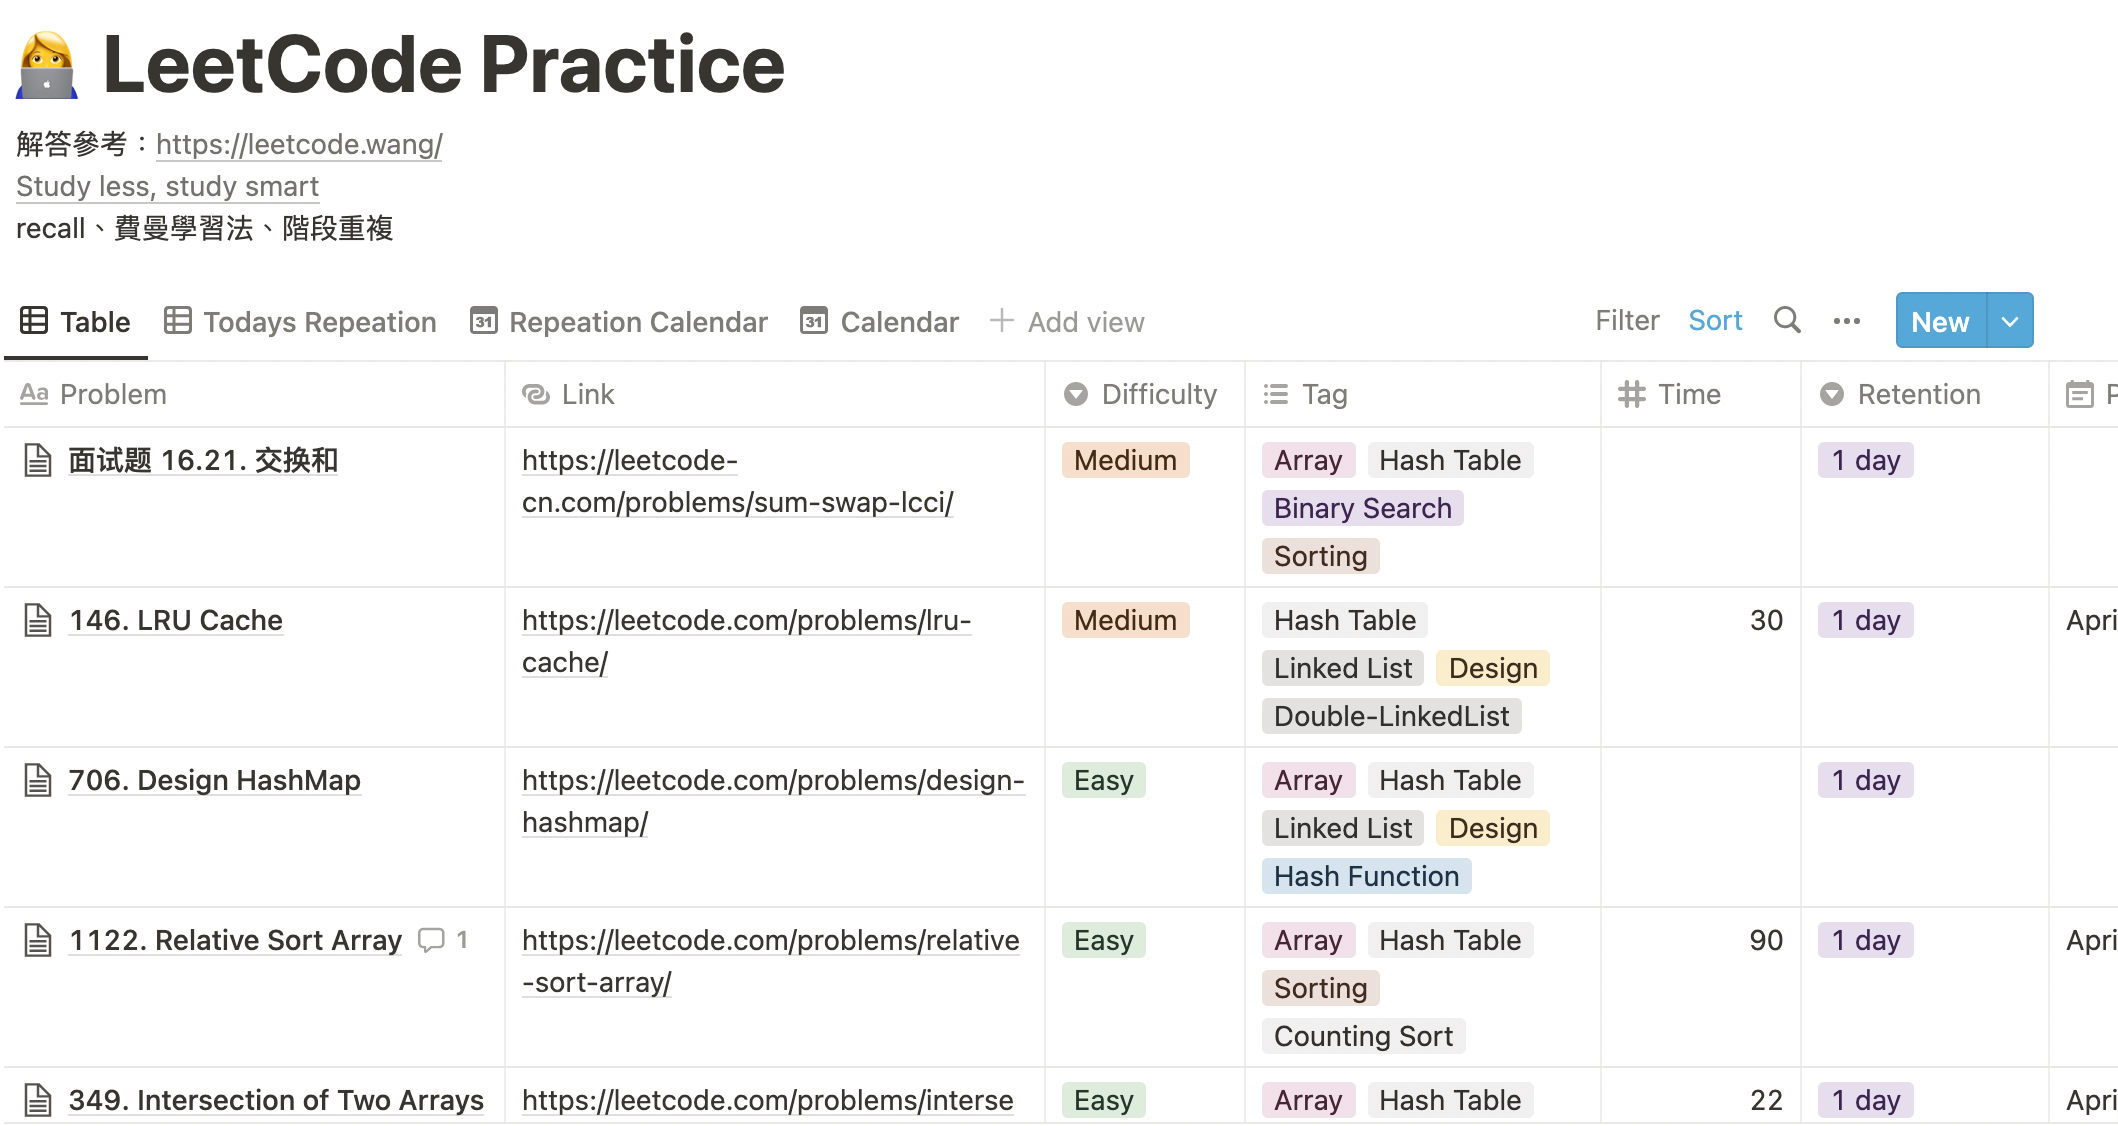 LeetCode Practice
解答參考：https://leetcode.wang/
Study less, study smart
recall、費曼學習法、階段重複
Table Todays Repeation 31 Repeation Calendar 31 Calendar + Add view Filter Sort ••• New
Aa Problem Link Difficulty Tag # Time Retention P
面试题 16.21. 交换和 https://leetcode- Medium Array Hash Table 1 day
cn.com/problems/sum-swap-lcci/ Binary Search
Sorting
146. LRU Cache https://leetcode.com/problems/lru- Medium Hash Table 30 1 day Apri
cache/ Linked List Design
Double-LinkedList
706. Design HashMap https://leetcode.com/problems/design- Easy Array Hash Table 1 day
hashmap/ Linked List Design
Hash Function
1122. Relative Sort Array 1 https://leetcode.com/problems/relative Easy Array Hash Table 90 1 day Apri
-sort-array/ Sorting
Counting Sort
349. Intersection of Two Arrays https://leetcode.com/problems/interse Easy Array Hash Table 22 1 day Apri